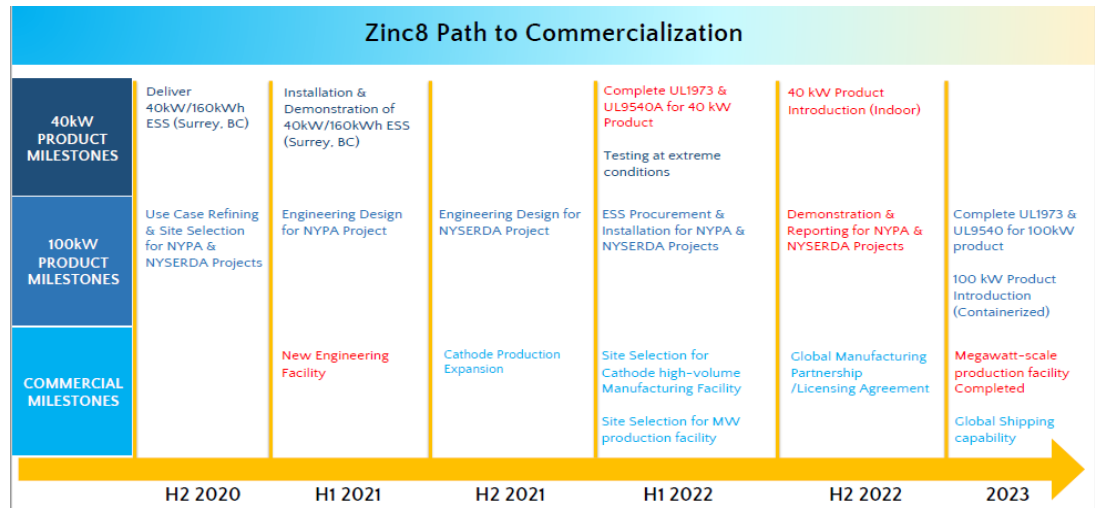 Zinc8 Path to Commercialization
40kW
PRODUCT
MILESTONES
Deliver
40kW/160kWh
ESS (Surrey, BC)
Installation &
Demonstration of
40kW/160kWh ESS
(Surrey, BC)
Complete UL1973 &
UL9540A for 40 kW
Product
Testing at extreme
conditions
40 kW Product
Introduction (Indoor)
100kW
PRODUCT
MILESTONES
Use Case Refining
& Site Selection
for NYPA &
NYSERDA Projects
Engineering Design
for NYPA Project
Engineering Design for
NYSERDA Project
ESS Procurement &
Installation for NYPA &
NYSERDA Projects
Demonstration &
Reporting for NYPA &
NYSERDA Projects
Complete UL1973 &
UL9540 for 100kW
product
100 kW Product
Introduction
(Containerized)
COMMERCIAL
MILESTONES
New Engineering
Facility
Cathode Production
Expansion
Site Selection for
Cathode high-volume
Manufacturing Facility
Site Selection for MW
production facility
Global Manufacturing
Partnership
/Licensing Agreement
Megawatt-scale
production facility
Completed
Global Shipping
capability
H2 2020
H1 2021
H2 2021
H1 2022
H2 2022
2023